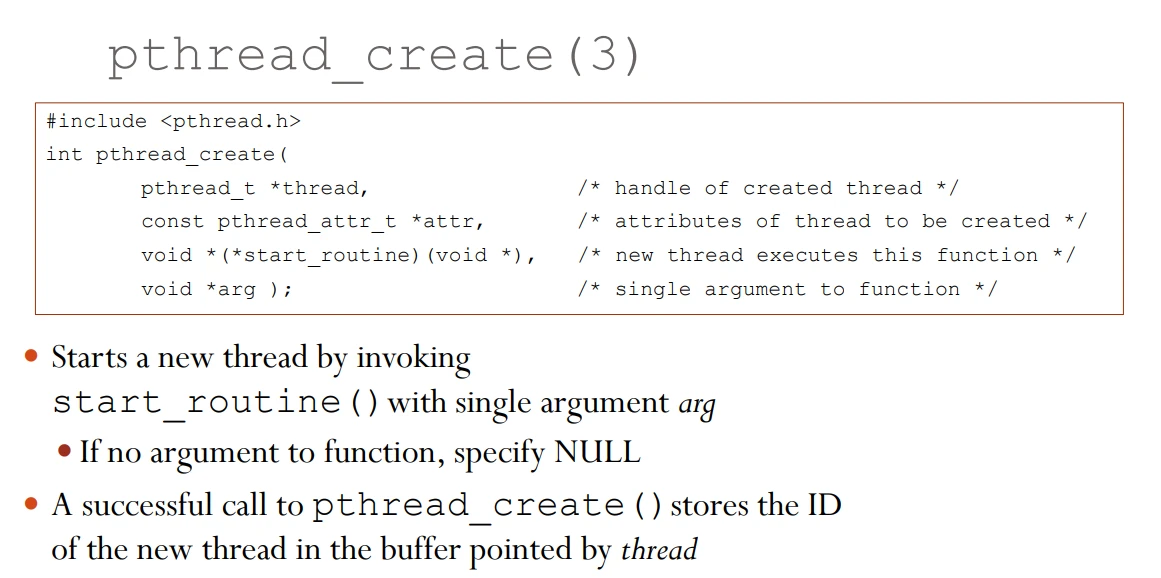 pthread_create(3)
#include <pthread.h>
int pthread_create(
pthread_t *thread, /* handle of created thread */
const pthread_attr_t *attr, /* attributes of thread to be created */
void *(*start_routine)(void *), /* new thread executes this function */
void *arg ); /* single argument to function */
• Starts a new thread by invoking
start_routine() with single argument arg
• If no argument to function, specify NULL
• A successful call to pthread_create() stores the ID
of the new thread in the buffer pointed by thread